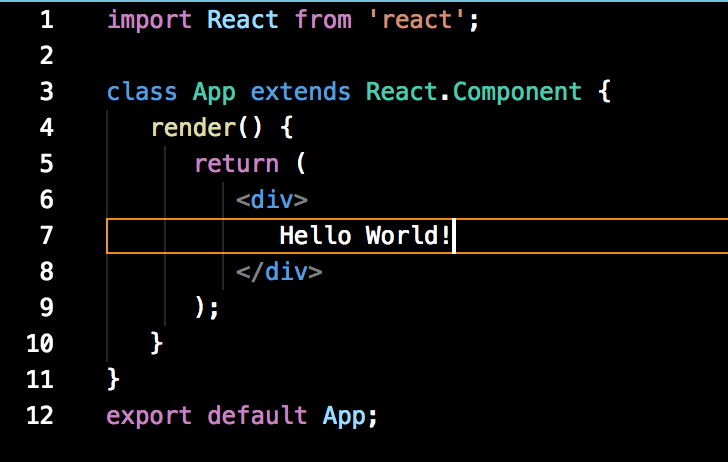 1 import React from 'react';
2
3 class App extends React.Component {
4    render() {
5       return (
6          <div>
7             Hello World!
8          </div>
9       );
10    }
11 }
12 export default App;